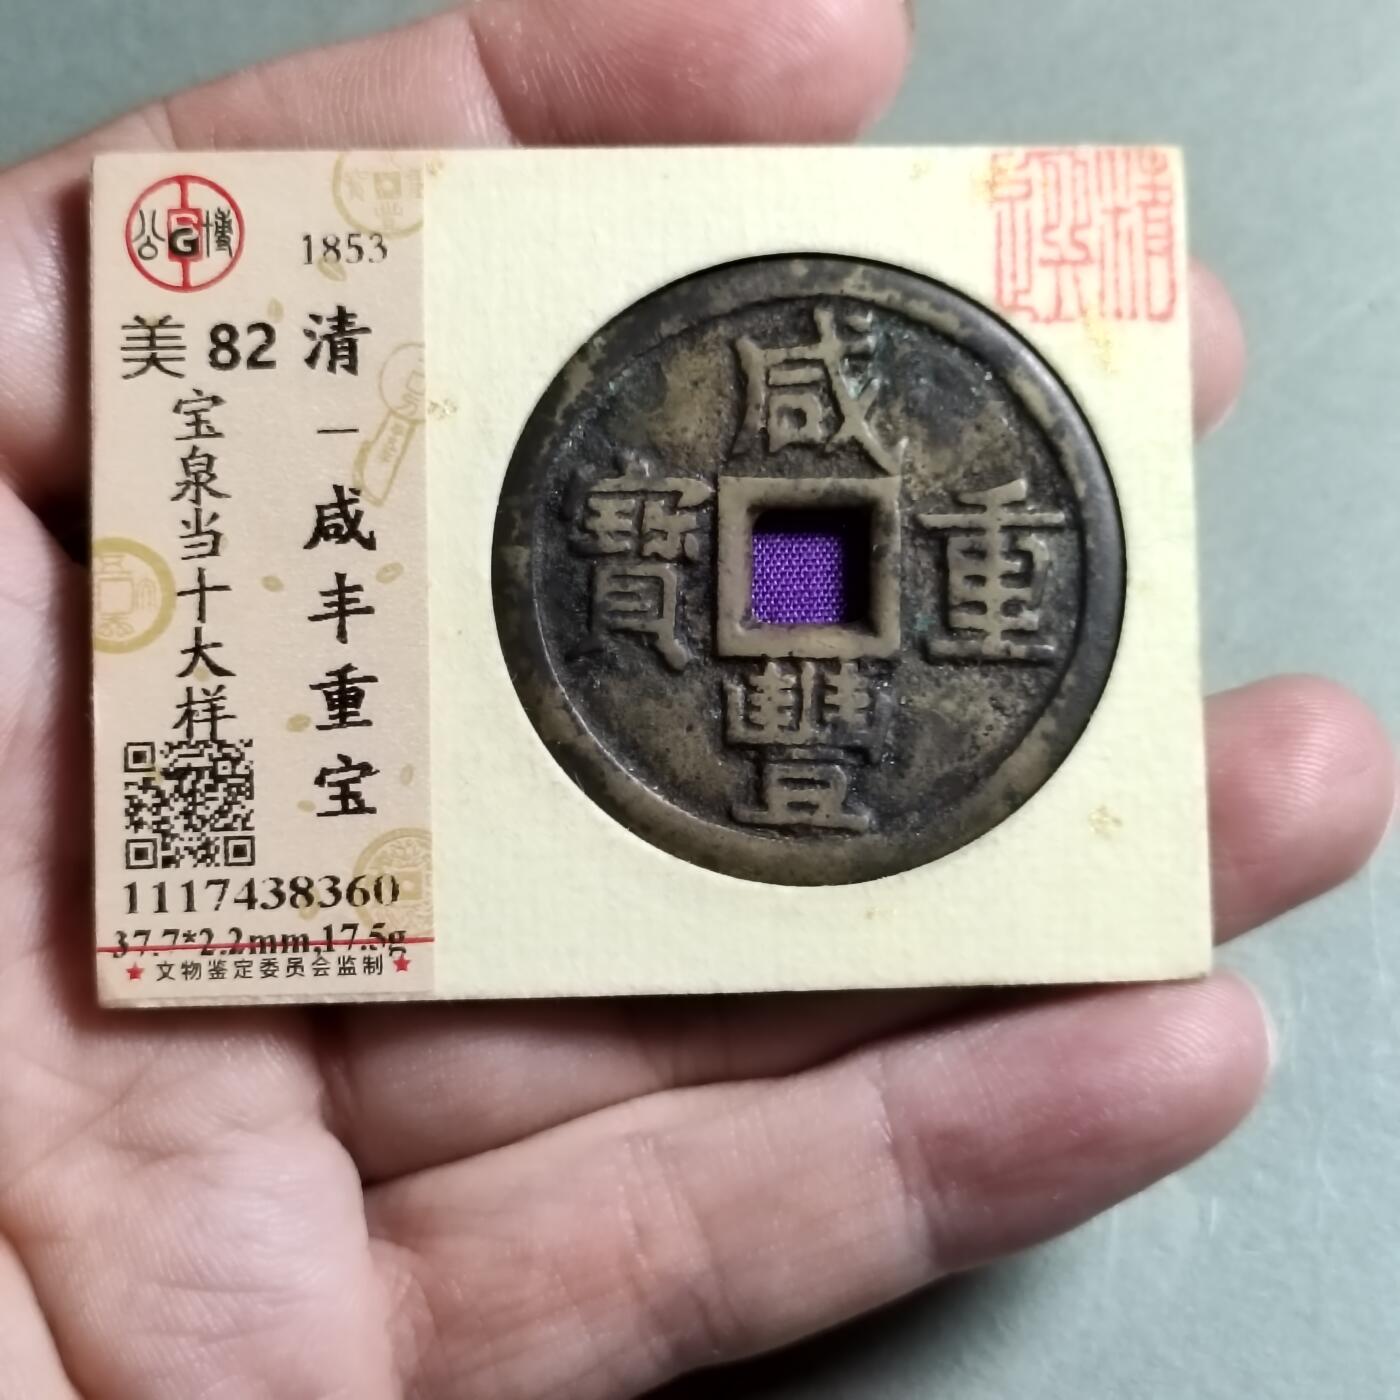 公博
1853
美 82
清－咸丰重宝
宝泉当十大样
1117438360
37.7*2.2mm,17.5g
★文物鉴定委员会监制★
咸豐重寶